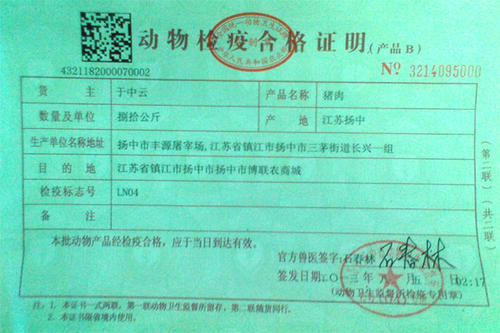 动物检疫合格证明(产品B)
4321182000070002
№ 3214095000
货主 于中云 产品名称 猪肉
数量及单位 捌拾公斤 产地 江苏扬中
生产单位名称地址 扬中市丰源屠宰场,江苏省镇江市扬中市三茅街道长兴一组
目的地 江苏省镇江市扬中市扬中市博联农商城
检疫标志号 LN04
备注
本批动物产品经检疫合格,应于当日到达有效。
官方兽医签字:石春林 石春林
签发日期:二〇一三年 八月 五日 02:17
(动物卫生监督所检疫专用章)
注:1.本证书一式两联,第一联动物卫生监督所留存,第二联随货同行。
2.本证书限省境内使用。
(第二联)
(共二联)